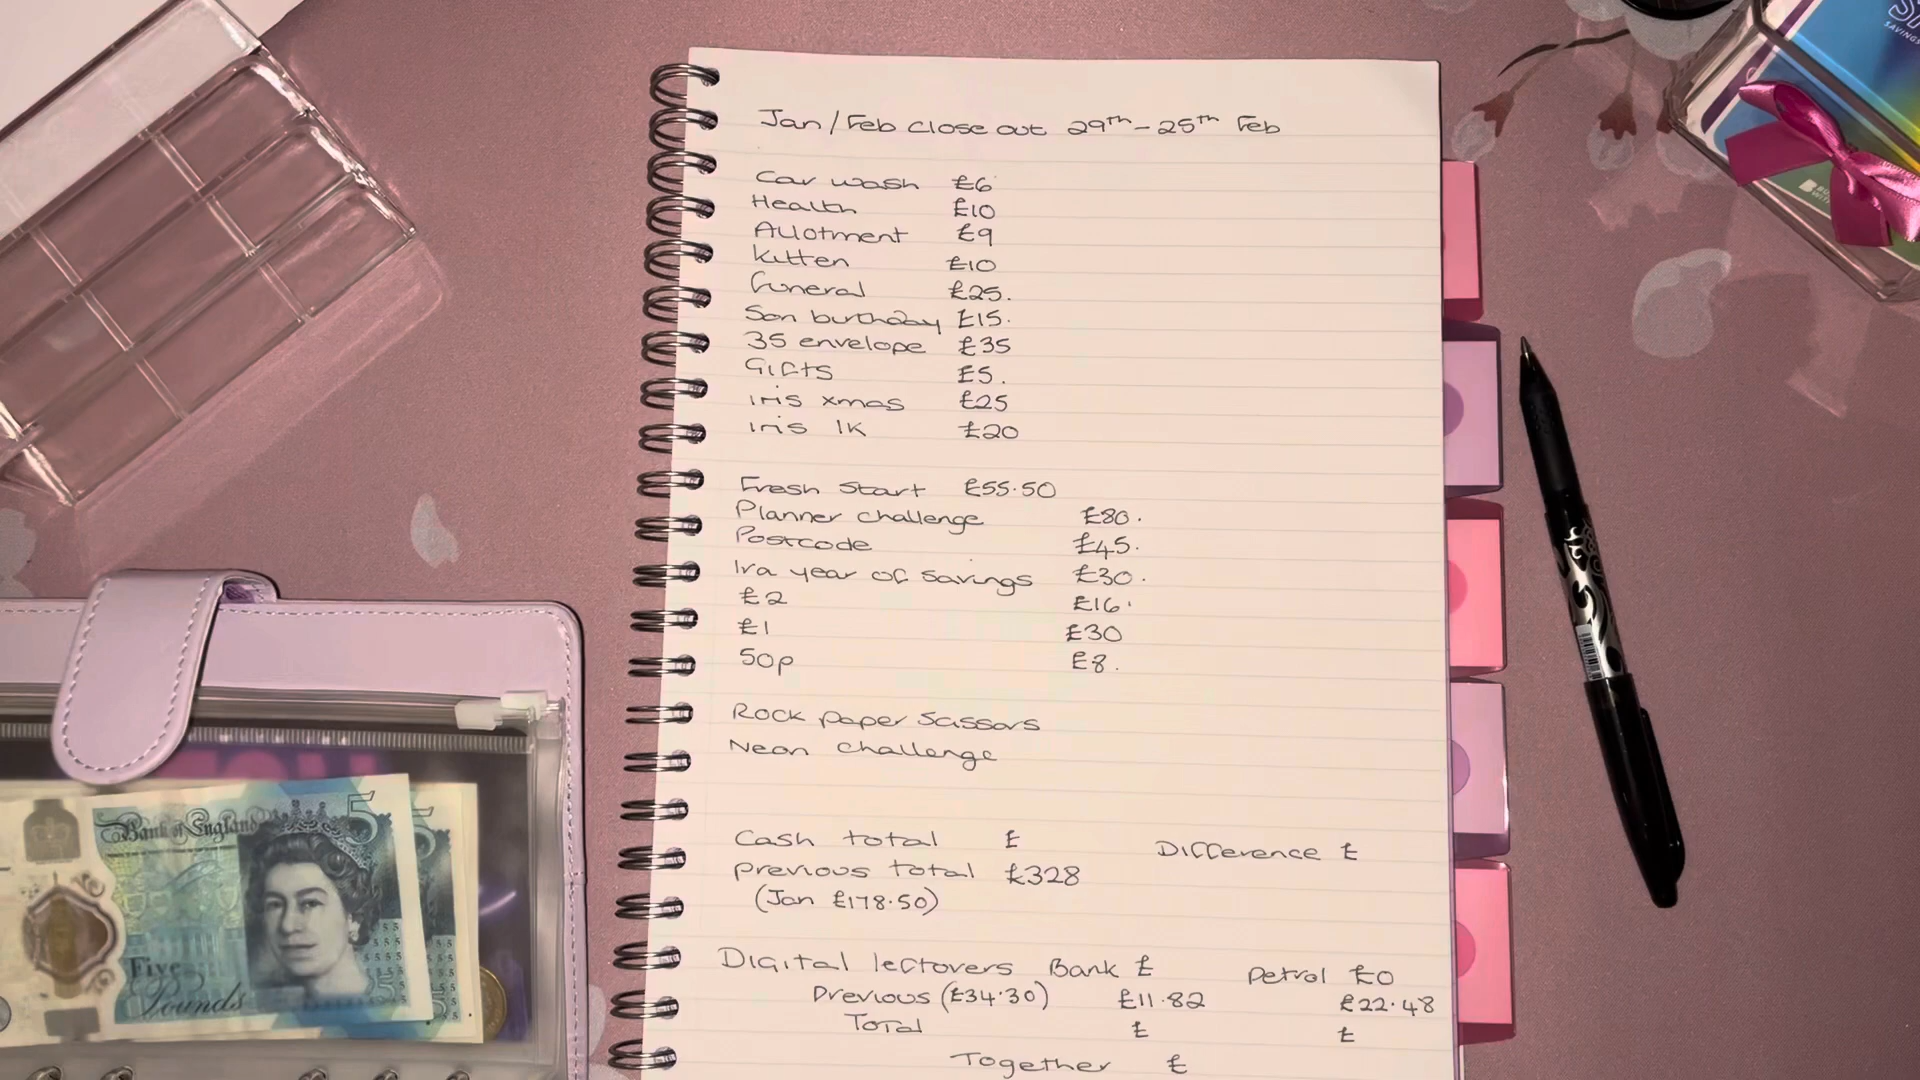 Jan/Feb close out 29th - 25th Feb
Car wash £6
Health £10
Allotment £9
Kitten £10
Funeral £25.
Son birthday £15.
35 envelope £35
Gifts £5.
Iris xmas £25
Iris 1K £20
Fresh Start £55.50
Planner challenge £80.
Postcode £45.
Iva year of savings £30.
£2 £16.
£1 £30
50p £8.
Rock paper scissors
Neon challenge
Cash total £ Difference £
Previous total £328
(Jan £178.50)
Digital leftovers Bank £ Petrol £0
Previous (£34.30) £11.82 £22.48
Total £ £
Together £
Bank of England
5
Five
Pounds